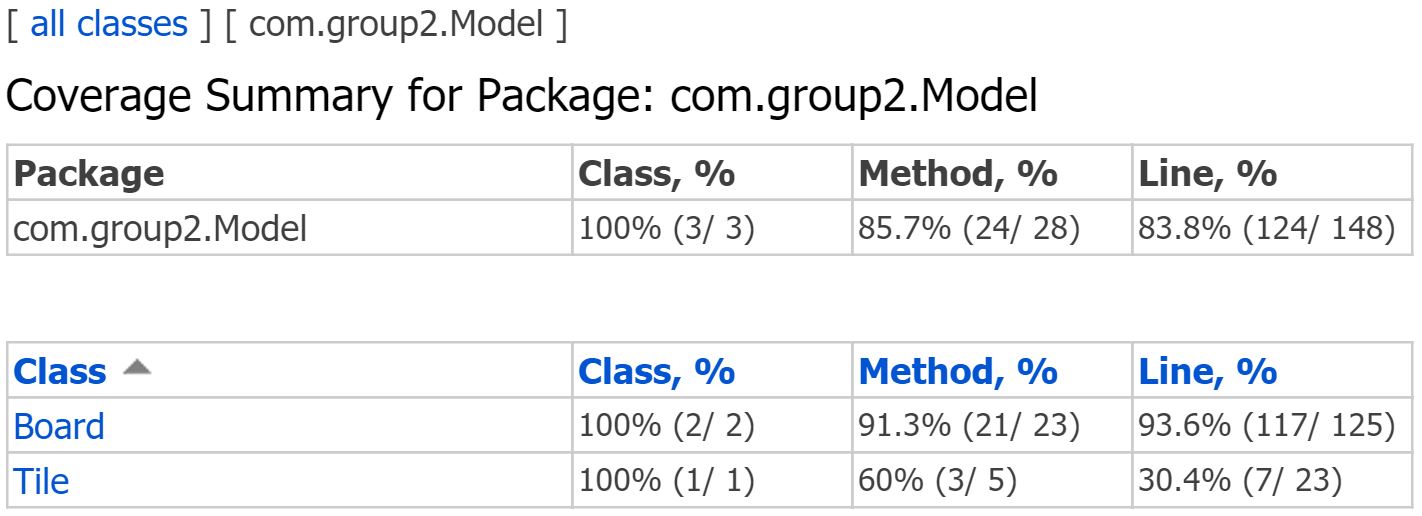 [ all classes ] [ com.group2.Model ]
Coverage Summary for Package: com.group2.Model
Package Class, % Method, % Line, %
com.group2.Model 100% (3/ 3) 85.7% (24/ 28) 83.8% (124/ 148)
Class Class, % Method, % Line, %
Board 100% (2/ 2) 91.3% (21/ 23) 93.6% (117/ 125)
Tile 100% (1/ 1) 60% (3/ 5) 30.4% (7/ 23)